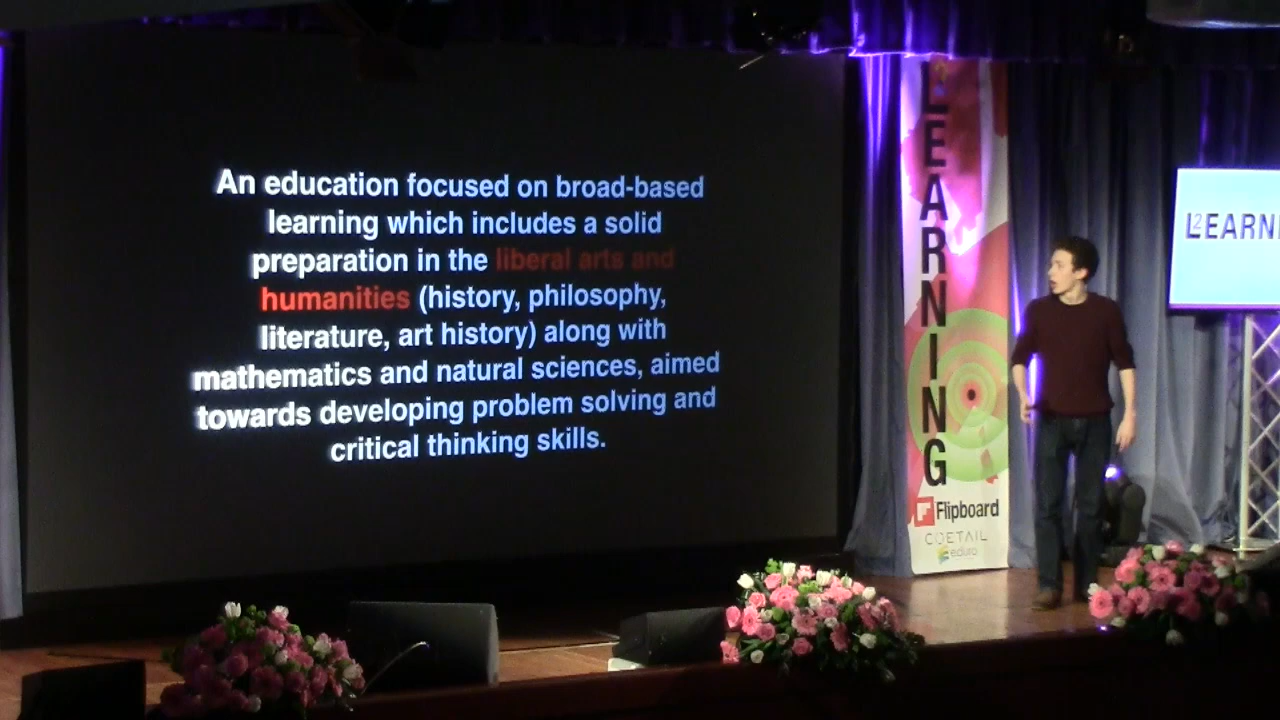 An education focused on broad-based
learning which includes a solid
preparation in the liberal arts and
humanities (history, philosophy,
literature, art history) along with
mathematics and natural sciences, aimed
towards developing problem solving and
critical thinking skills.
LEARNING
Flipboard
COETAIL
eduro
L2EARNI